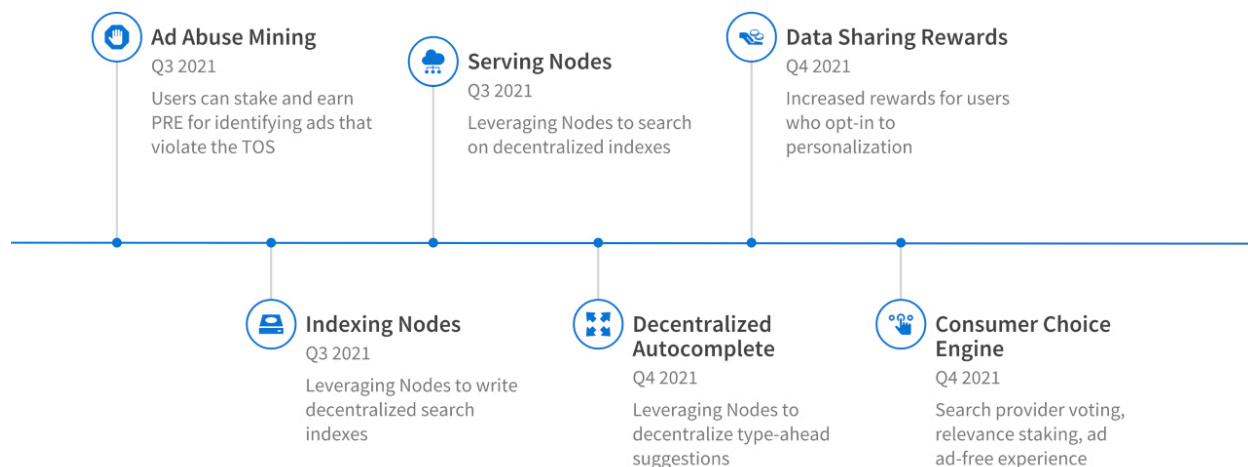 Ad Abuse Mining
Q3 2021
Users can stake and earn
PRE for identifying ads that
violate the TOS
Indexing Nodes
Q3 2021
Leveraging Nodes to write
decentralized search
indexes
Serving Nodes
Q3 2021
Leveraging Nodes to search
on decentralized indexes
Decentralized
Autocomplete
Q4 2021
Leveraging Nodes to
decentralize type-ahead
suggestions
Data Sharing Rewards
Q4 2021
Increased rewards for users
who opt-in to
personalization
Consumer Choice
Engine
Q4 2021
Search provider voting,
relevance staking, ad
ad-free experience